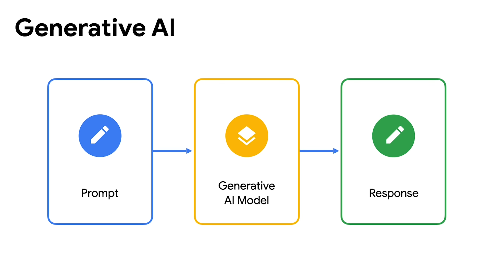 Generative AI
Prompt
Generative
AI Model
Response